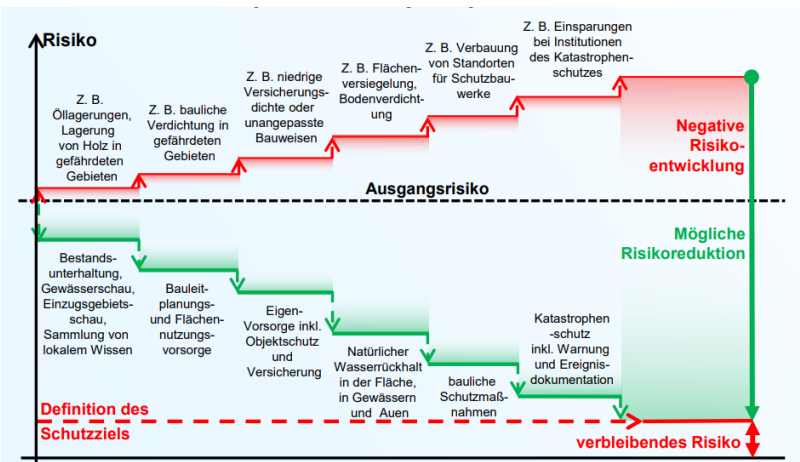 Risiko
Z. B.
Öllagerungen,
Lagerung
von Holz in
gefährdeten
Gebieten
Z. B. bauliche
Verdichtung in
gefährdeten
Gebieten
Z. B. niedrige
Versicherungs-
dichte oder
unangepasste
Bauweisen
Z. B. Flächen-
versiegelung,
Bodenverdicht-
ung
Z. B. Verbauung
von Standorten
für Schutzbau-
werke
Z. B. Einsparungen
bei Institutionen
des Katastrophen-
schutzes
Negative
Risiko-
entwicklung
Ausgangsrisiko
Mögliche
Risikoreduktion
Bestands-
unterhaltung,
Gewässerschau,
Einzugsgebiets-
schau,
Sammlung von
lokalem Wissen
Bauleit-
planungs-
und Flächen-
nutzungs-
vorsorge
Eigen-
Vorsorge inkl.
Objektschutz
und
Versicherung
Natürlicher
Wasserrückhalt
in der Fläche,
in Gewässern
und Auen
bauliche
Schutzmaß-
nahmen
Katastrophen
-schutz
inkl. Warnung
und Ereignis-
dokumentation
Definition des
Schutzziels
verbleibendes Risiko